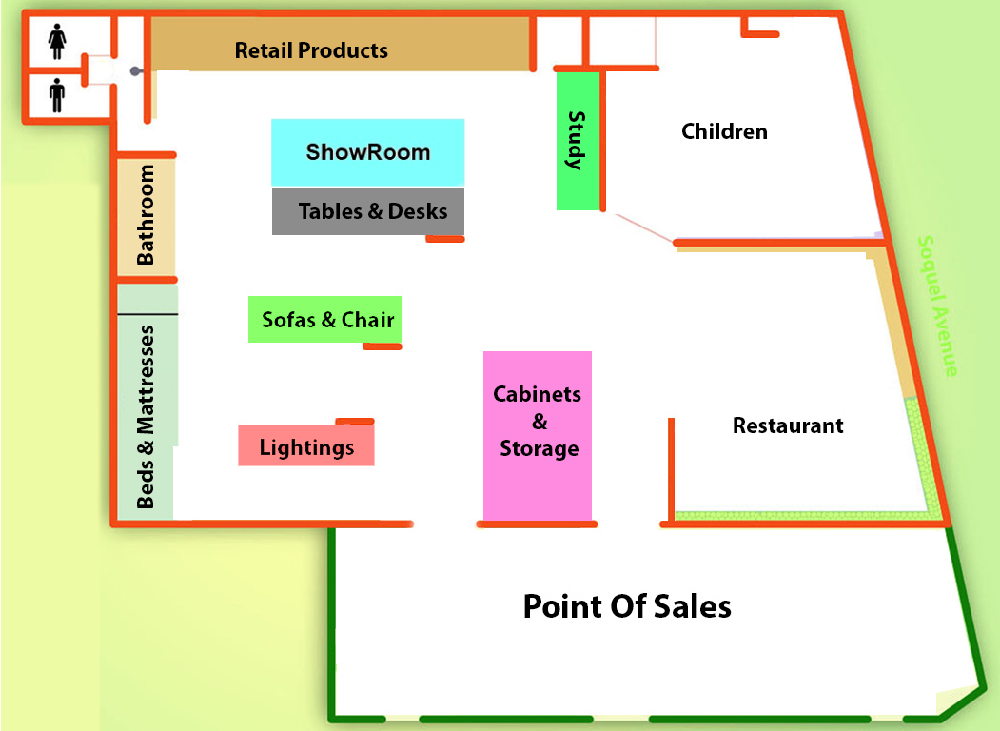 Retail Products
Study
Children
ShowRoom
Tables & Desks
Bathroom
Soquel Avenue
Sofas & Chair
Beds & Mattresses
Cabinets
&
Storage
Restaurant
Lightings
Point Of Sales